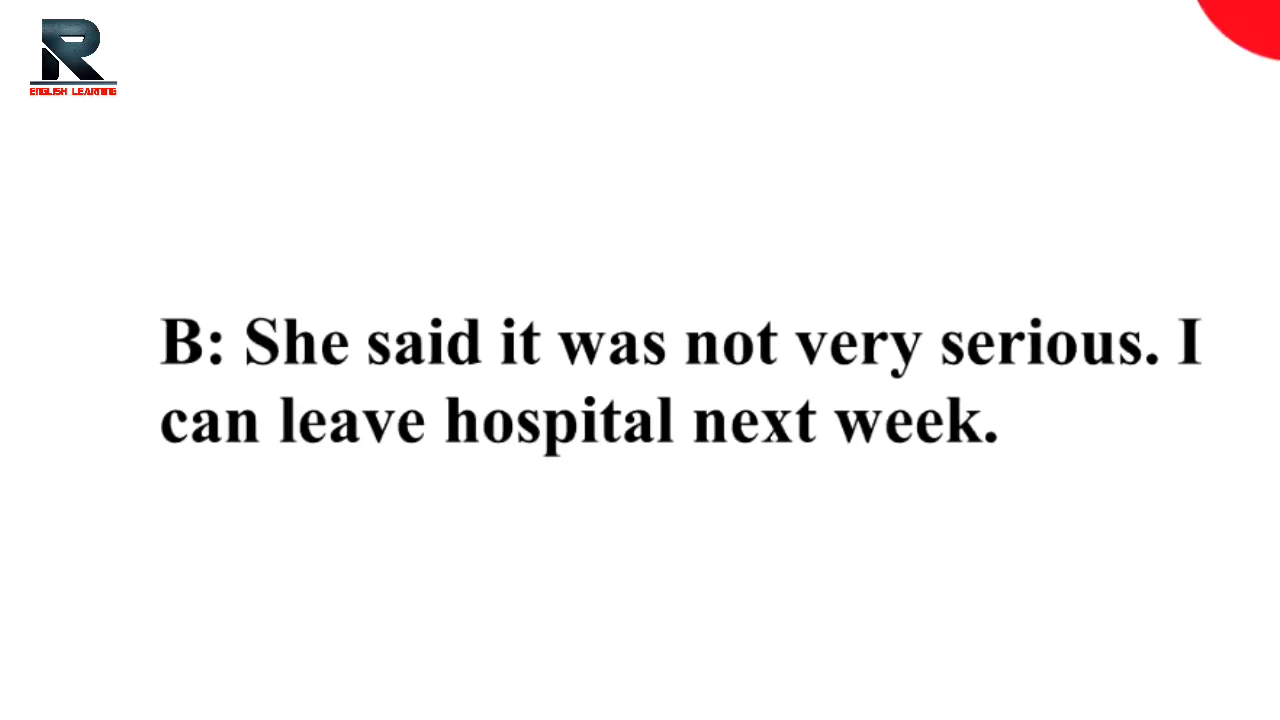 R
ENGLISH LEARNING
B: She said it was not very serious. I
can leave hospital next week.